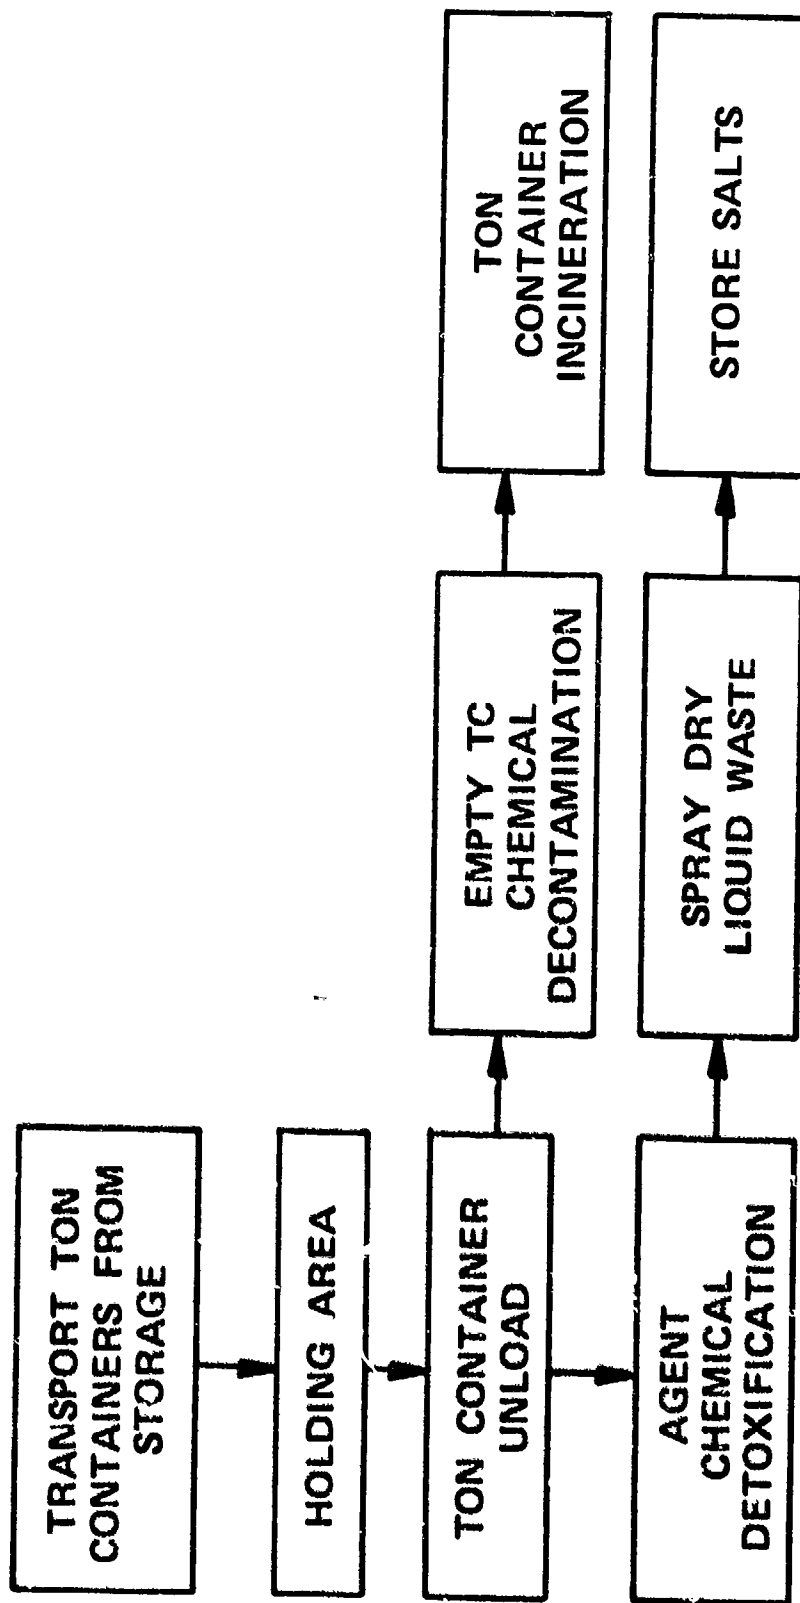 TRANSPORT TON
CONTAINERS FROM
STORAGE
HOLDING AREA
TON CONTAINER
UNLOAD
EMPTY TC
CHEMICAL
DECONTAMINATION
TON
CONTAINER
INCINERATION
AGENT
CHEMICAL
DETOXIFICATION
SPRAY DRY
LIQUID WASTE
STORE SALTS